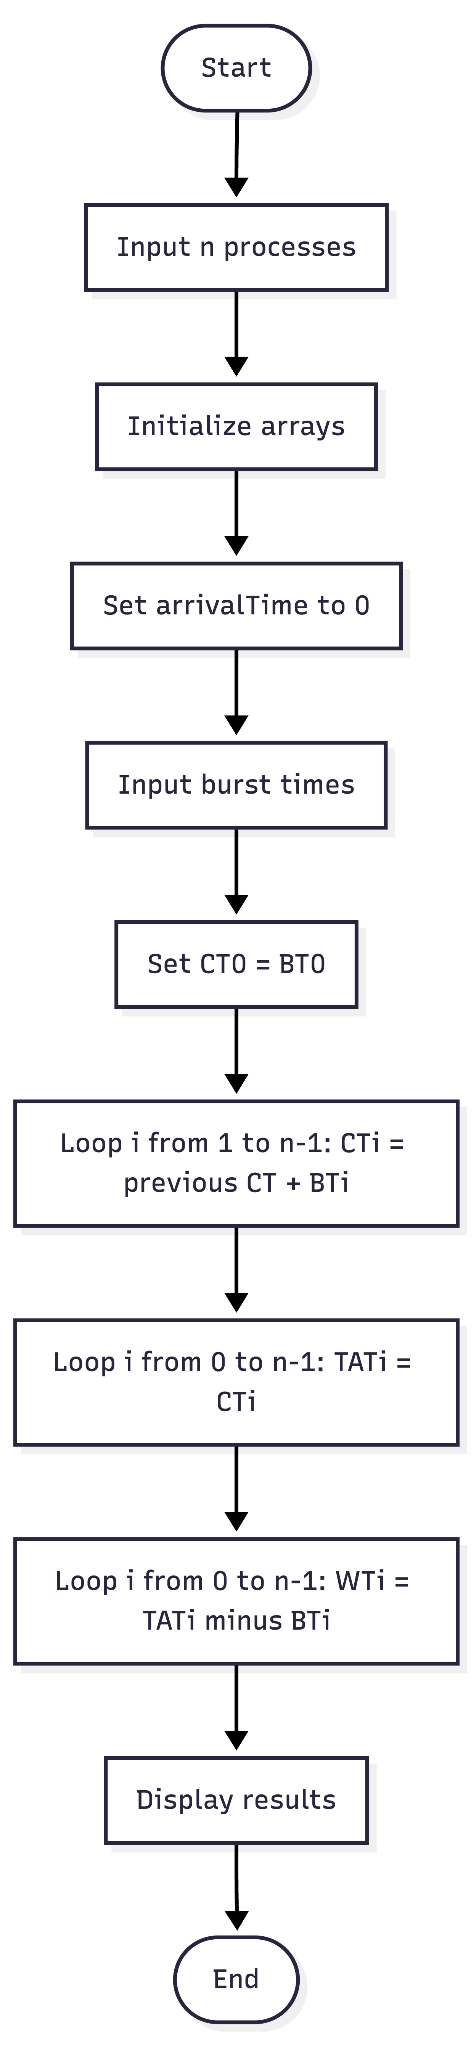 Start
Input n processes
Initialize arrays
Set arrivalTime to 0
Input burst times
Set CT0 = BT0
Loop i from 1 to n-1: CTi =
previous CT + BTi
Loop i from 0 to n-1: TATi =
CTi
Loop i from 0 to n-1: WTi =
TATi minus BTi
Display results
End